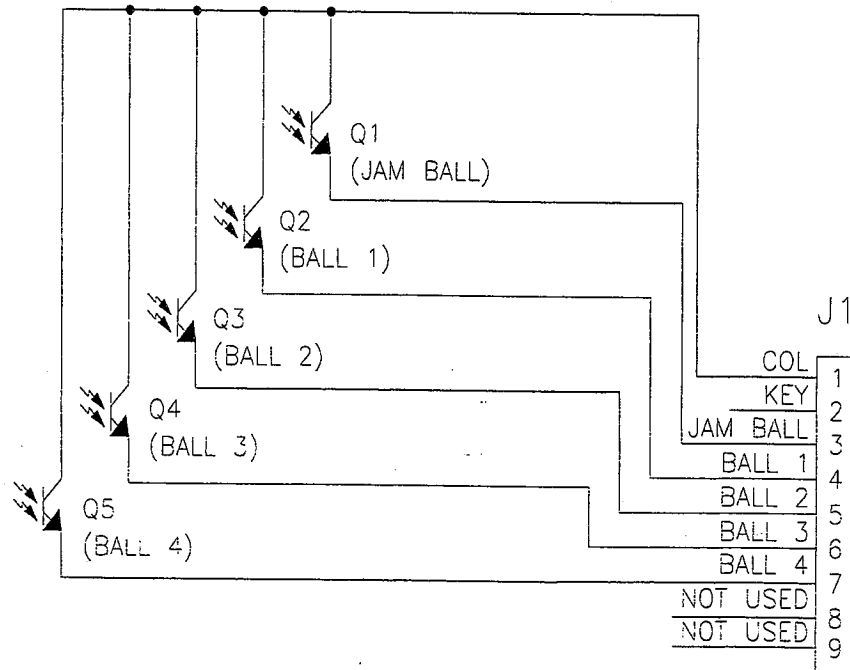 Q1
(JAM BALL)
Q2
(BALL 1)
Q3
(BALL 2)
Q4
(BALL 3)
Q5
(BALL 4)
J1
COL 1
KEY 2
JAM BALL 3
BALL 1 4
BALL 2 5
BALL 3 6
BALL 4 7
NOT USED 8
NOT USED 9